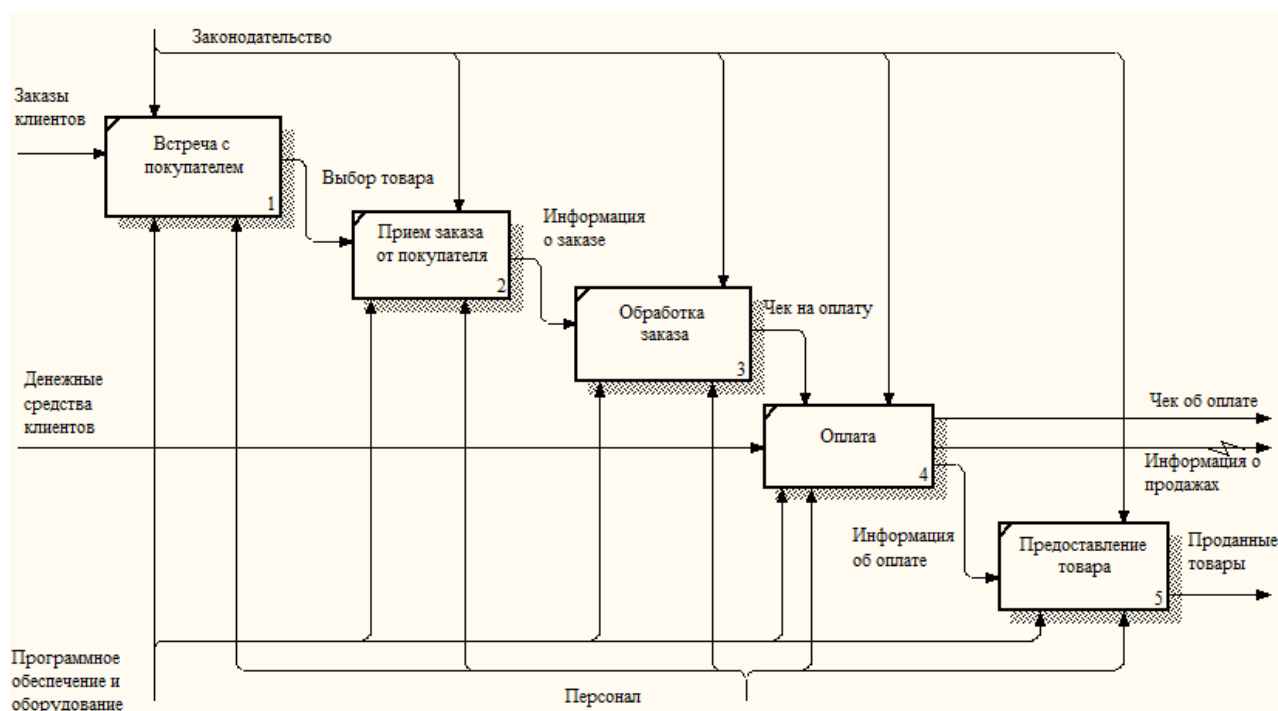 Законодательство
Заказы
клиентов
Встреча с
покупателем
1
Выбор товара
Прием заказа
от покупателя
2
Информация
о заказе
Обработка
заказа
3
Чек на оплату
Денежные
средства
клиентов
Оплата
4
Чек об оплате
Информация о
продажах
Информация
об оплате
Предоставление
товара
5
Проданные
товары
Программное
обеспечение и
оборудование
Персонал